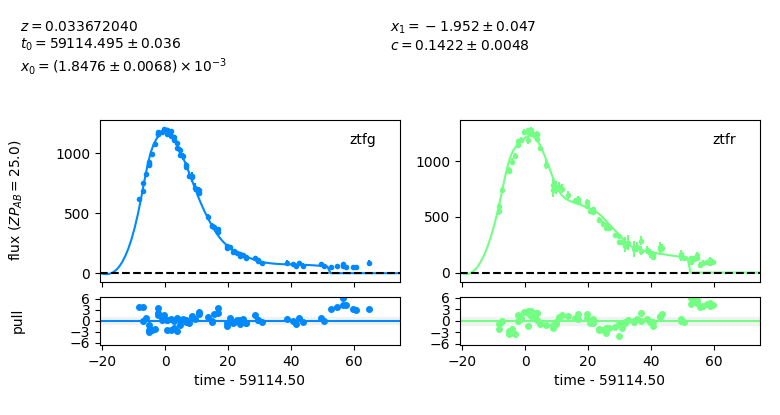 z = 0.033672040
t₀ = 59114.495 ± 0.036
x₀ = (1.8476 ± 0.0068) × 10⁻³
x₁ = −1.952 ± 0.047
c = 0.1422 ± 0.0048
flux (ZP_AB = 25.0)
1000
500
0
ztfg
1000
500
0
ztfr
pull
6
3
0
−3
−6
−20 0 20 40 60
time - 59114.50
6
3
0
−3
−6
−20 0 20 40 60
time - 59114.50